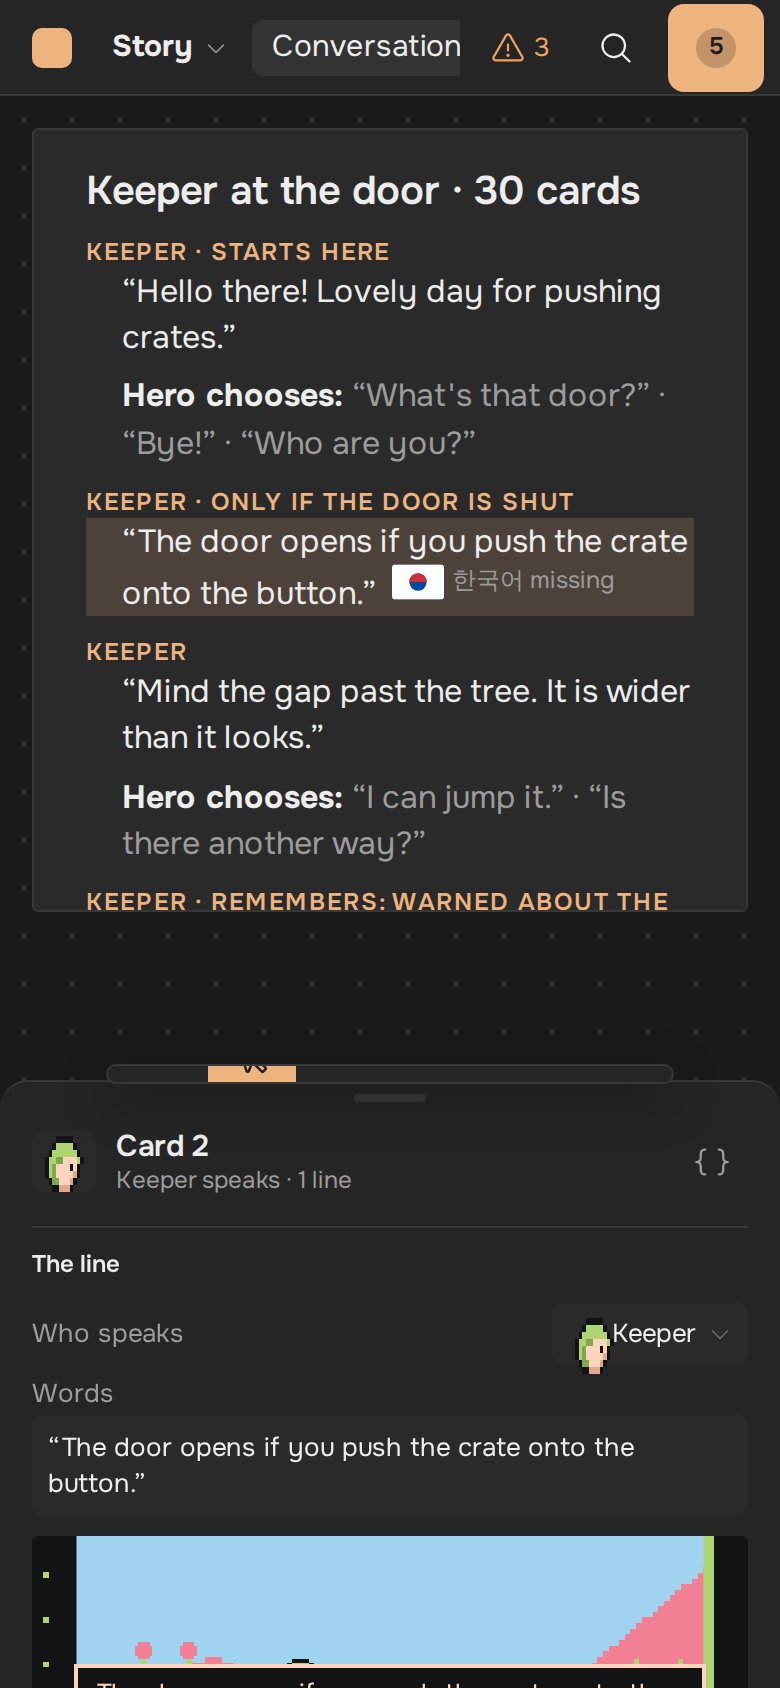 Story
Conversation
3
5
Keeper at the door · 30 cards
KEEPER · STARTS HERE
“Hello there! Lovely day for pushing
crates.”
Hero chooses: “What's that door?” ·
“Bye!” · “Who are you?”
KEEPER · ONLY IF THE DOOR IS SHUT
“The door opens if you push the crate
onto the button.” 한국어 missing
KEEPER
“Mind the gap past the tree. It is wider
than it looks.”
Hero chooses: “I can jump it.” · “Is
there another way?”
KEEPER · REMEMBERS: WARNED ABOUT THE
Card 2
Keeper speaks · 1 line
{ }
The line
Who speaks
Keeper
Words
“The door opens if you push the crate onto the
button.”